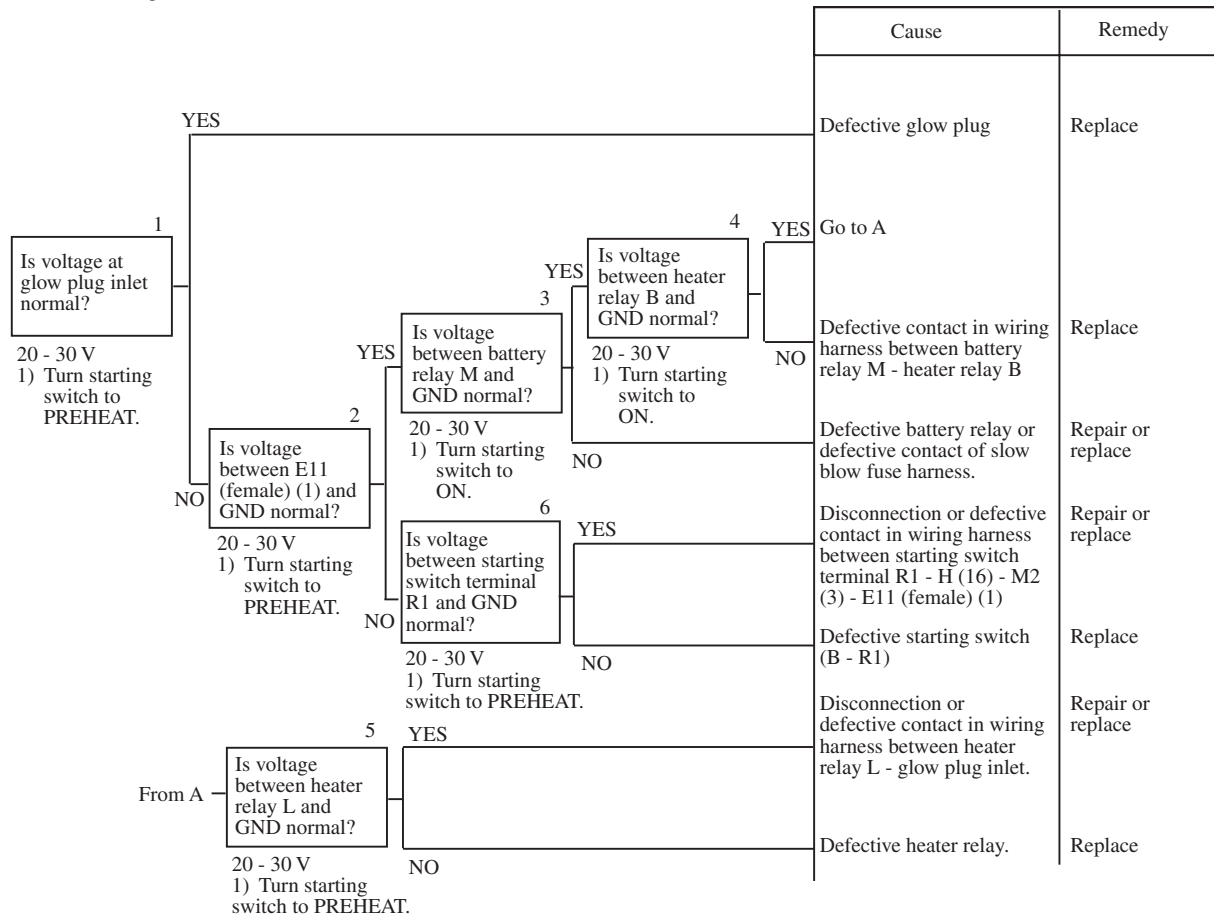 Cause
Remedy
YES
Defective glow plug
Replace
1
Is voltage at
glow plug inlet
normal?
20 - 30 V
1) Turn starting
switch to
PREHEAT.
4
Is voltage
between heater
relay B and
GND normal?
YES
Go to A
YES
3
Is voltage
between battery
relay M and
GND normal?
YES
20 - 30 V
1) Turn starting
switch to
ON.
NO
Defective contact in wiring
harness between battery
relay M - heater relay B
Replace
2
Is voltage
between E11
(female) (1) and
GND normal?
NO
20 - 30 V
1) Turn starting
switch to
PREHEAT.
20 - 30 V
1) Turn starting
switch to
ON.
NO
Defective battery relay or
defective contact of slow
blow fuse harness.
Repair or
replace
6
Is voltage
between starting
switch terminal
R1 and GND
normal?
NO
YES
Disconnection or defective
contact in wiring harness
between starting switch
terminal R1 - H (16) - M2
(3) - E11 (female) (1)
Repair or
replace
20 - 30 V
1) Turn starting
switch to PREHEAT.
NO
Defective starting switch
(B - R1)
Replace
5
From A
Is voltage
between heater
relay L and
GND normal?
YES
Disconnection or
defective contact in wiring
harness between heater
relay L - glow plug inlet.
Repair or
replace
20 - 30 V
1) Turn starting
switch to PREHEAT.
NO
Defective heater relay.
Replace